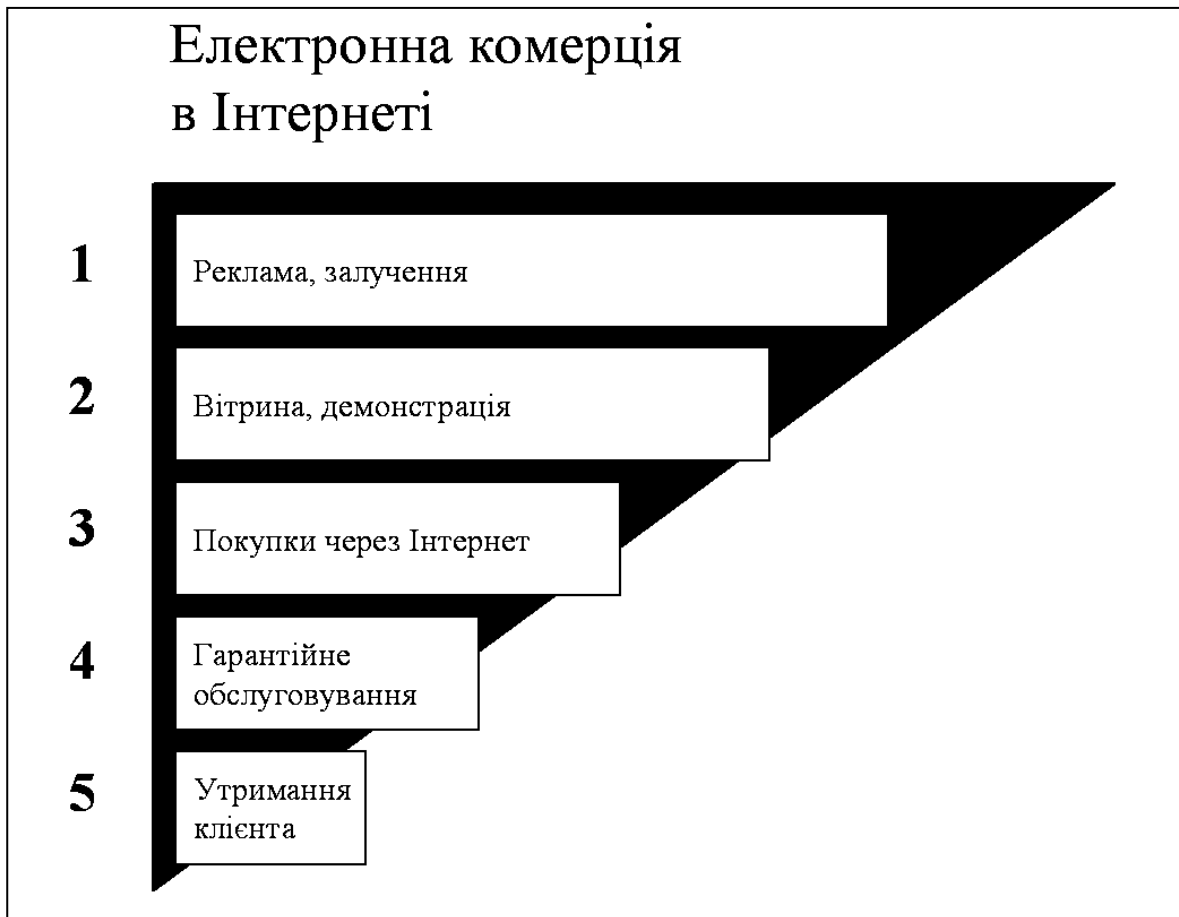 Електронна комерція
в Інтернеті
1
Реклама, залучення
2
Вітрина, демонстрація
3
Покупки через Інтернет
4
Гарантійне
обслуговування
5
Утримання
клієнта